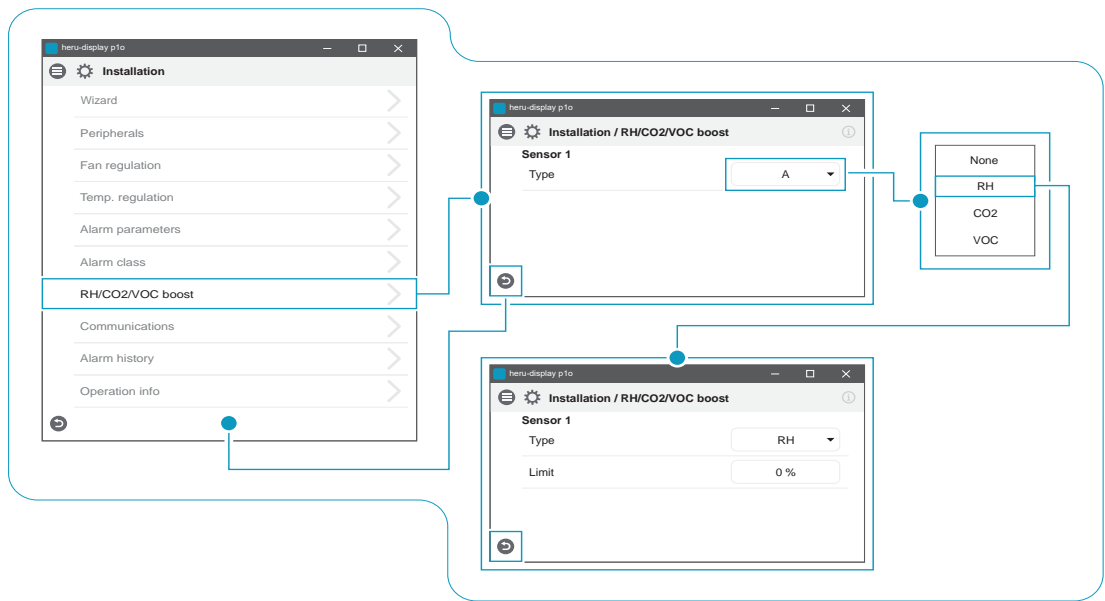 heru-display p1o
Installation
Wizard
Peripherals
Fan regulation
Temp. regulation
Alarm parameters
Alarm class
RH/CO2/VOC boost
Communications
Alarm history
Operation info
heru-display p1o
Installation / RH/CO2/VOC boost
Sensor 1
Type A
None
RH
CO2
VOC
heru-display p1o
Installation / RH/CO2/VOC boost
Sensor 1
Type RH
Limit 0 %